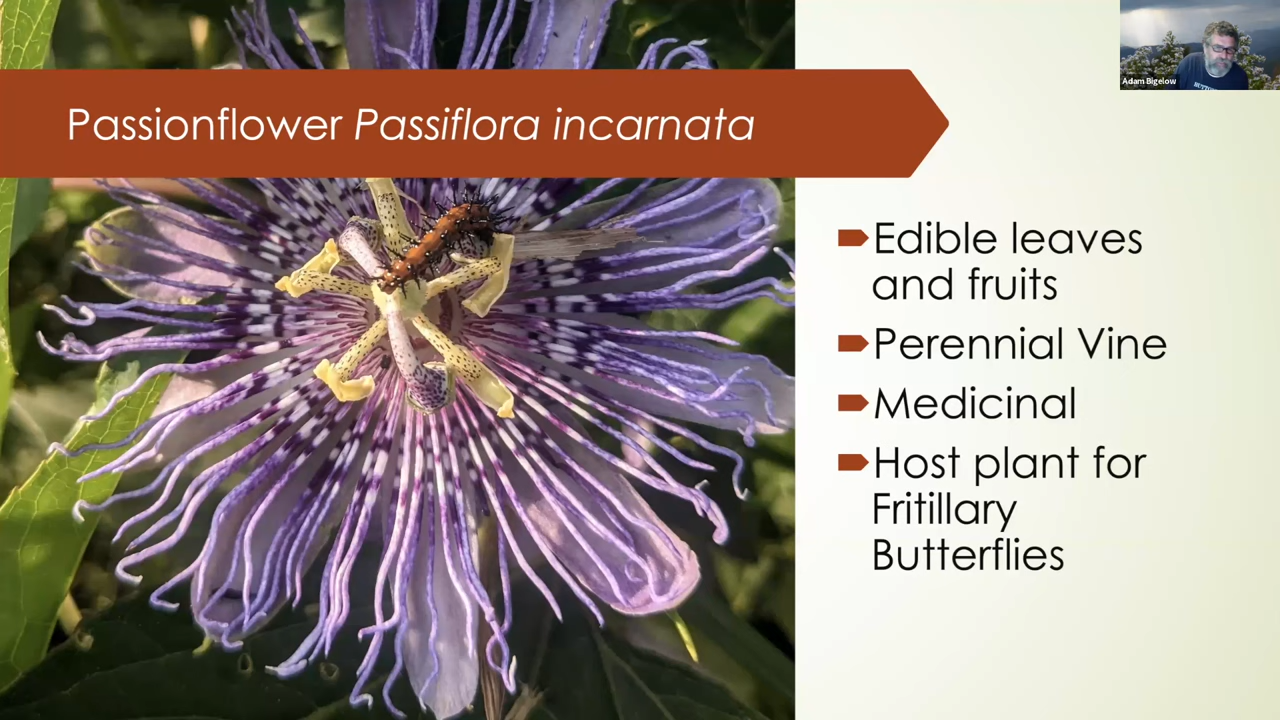 Passionflower Passiflora incarnata
Adam Bigelow
Edible leaves
and fruits
Perennial Vine
Medicinal
Host plant for
Fritillary
Butterflies